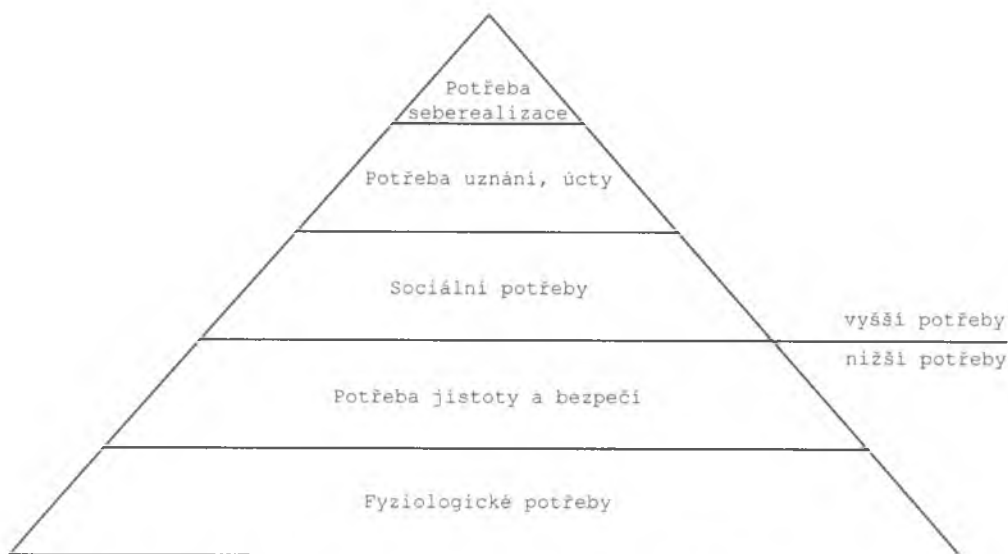 Potřeba
seberealizace
Potřeba uznání, úcty
Sociální potřeby
vyšší potřeby
nižší potřeby
Potřeba jistoty a bezpečí
Fyziologické potřeby